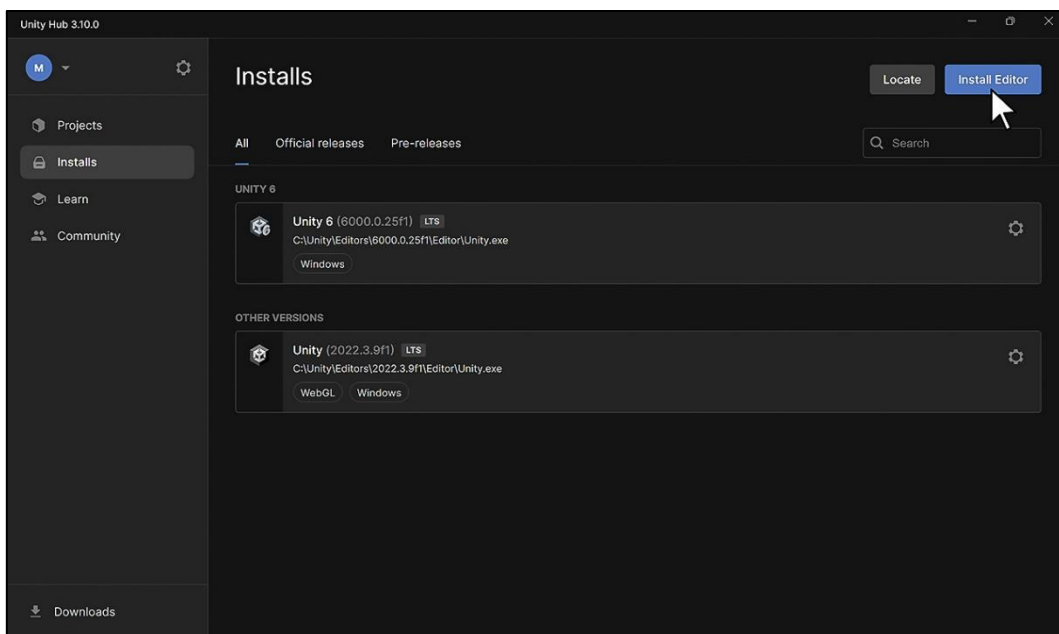 Unity Hub 3.10.0
M
Projects
Installs
Learn
Community
Downloads
Installs
Locate
Install Editor
All
Official releases
Pre-releases
Search
UNITY 6
Unity 6 (6000.0.25f1) LTS
C:\Unity\Editors\6000.0.25f1\Editor\Unity.exe
Windows
OTHER VERSIONS
Unity (2022.3.9f1) LTS
C:\Unity\Editors\2022.3.9f1\Editor\Unity.exe
WebGL
Windows